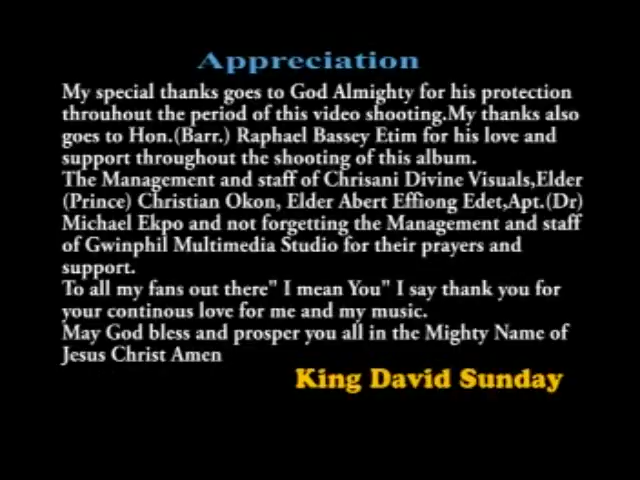 Appreciation
My special thanks goes to God Almighty for his protection
throuhout the period of this video shooting.My thanks also
goes to Hon.(Barr.) Raphael Bassey Etim for his love and
support throughout the shooting of this album.
The Management and staff of Chrisani Divine Visuals,Elder
(Prince) Christian Okon, Elder Abert Effiong Edet,Apt.(Dr)
Michael Ekpo and not forgetting the Management and staff
of Gwinphil Multimedia Studio for their prayers and
support.
To all my fans out there" I mean You" I say thank you for
your continous love for me and my music.
May God bless and prosper you all in the Mighty Name of
Jesus Christ Amen
King David Sunday